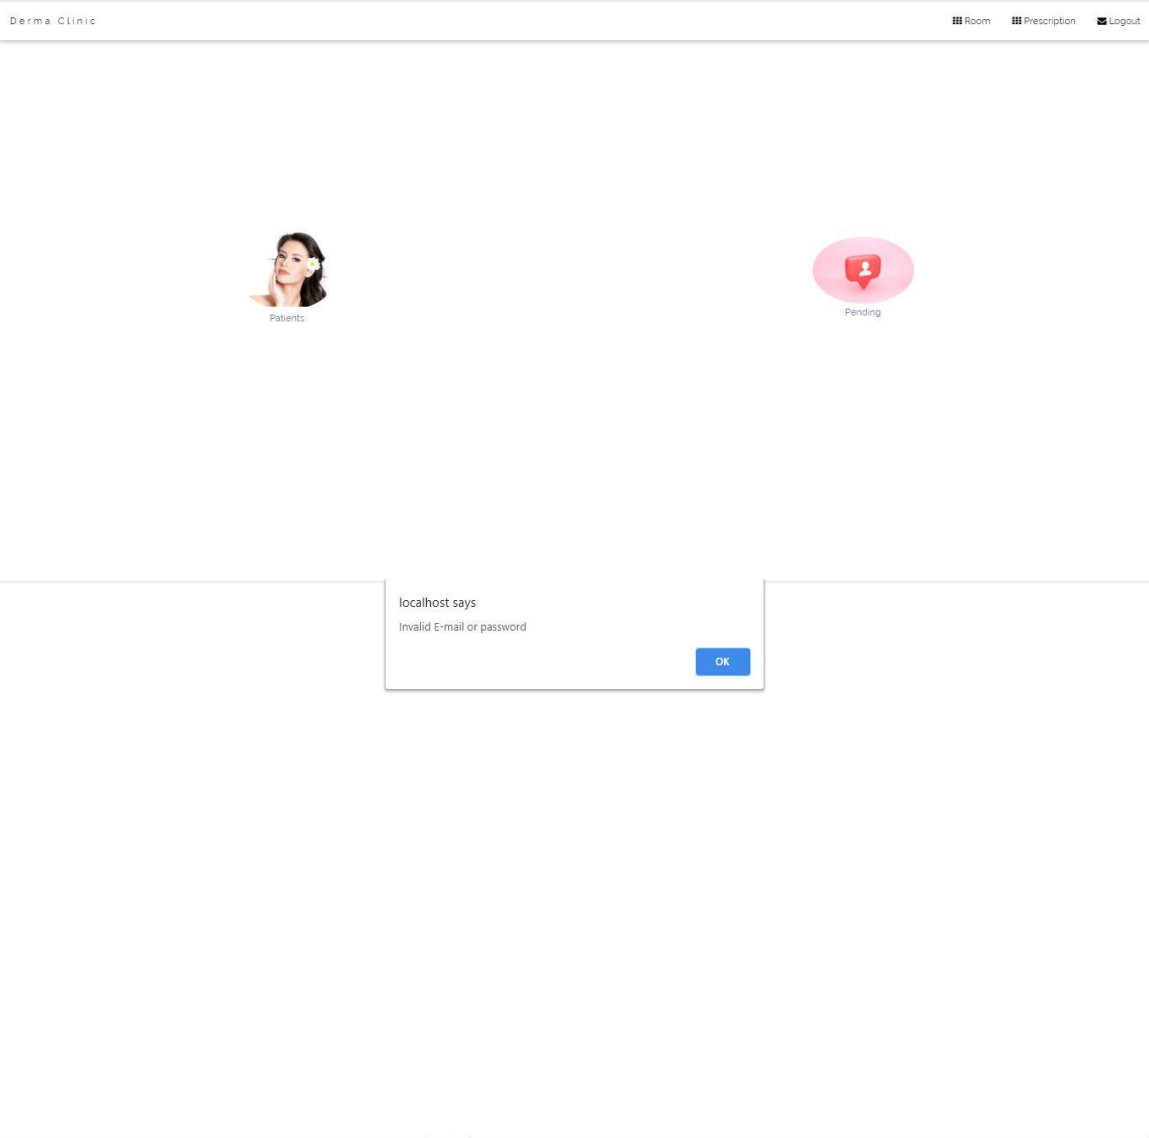 Derma Clinic
Room
Prescription
Logout
Patients
Pending
localhost says
Invalid E-mail or password
OK